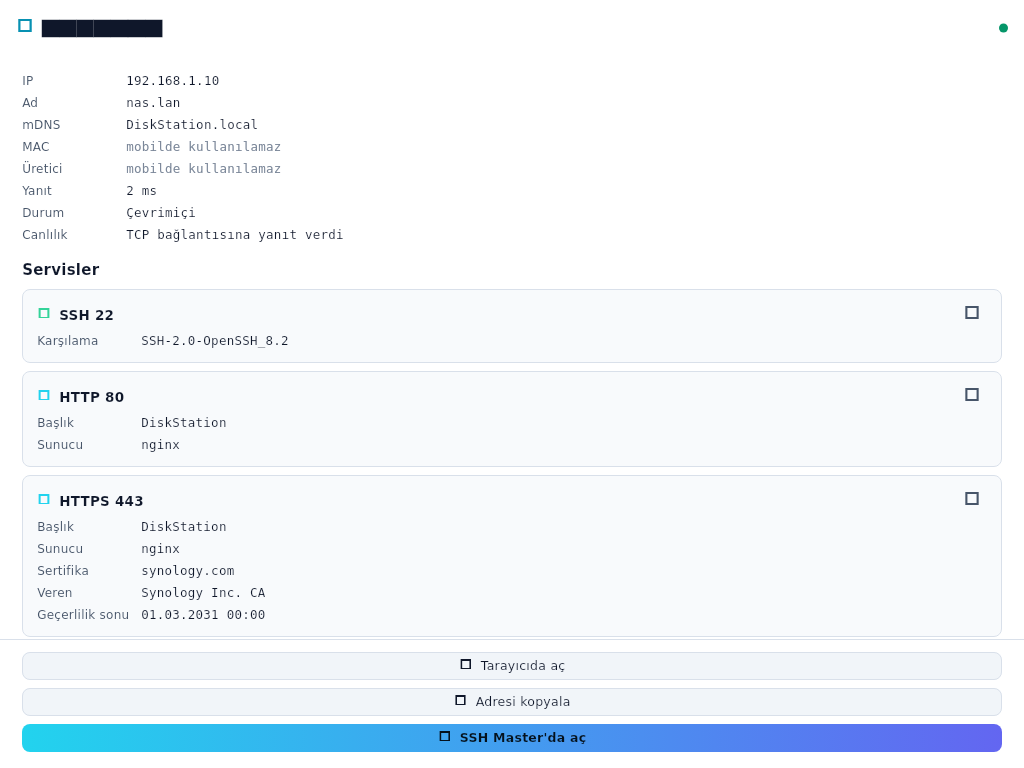 IP 192.168.1.10
Ad nas.lan
mDNS DiskStation.local
MAC mobilde kullanılamaz
Üretici mobilde kullanılamaz
Yanıt 2 ms
Durum Çevrimiçi
Canlılık TCP bağlantısına yanıt verdi
Servisler
SSH 22
Karşılama SSH-2.0-OpenSSH_8.2
HTTP 80
Başlık DiskStation
Sunucu nginx
HTTPS 443
Başlık DiskStation
Sunucu nginx
Sertifika synology.com
Veren Synology Inc. CA
Geçerlilik sonu 01.03.2031 00:00
Tarayıcıda aç
Adresi kopyala
SSH Master'da aç